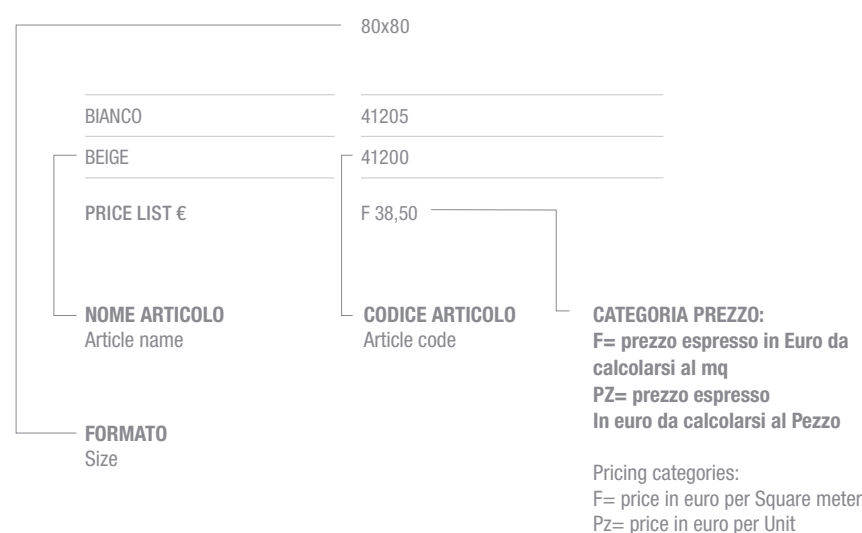 80x80
BIANCO 41205
BEIGE 41200
PRICE LIST € F 38,50
NOME ARTICOLO
Article name
CODICE ARTICOLO
Article code
CATEGORIA PREZZO:
F= prezzo espresso in Euro da
calcolarsi al mq
PZ= prezzo espresso
In euro da calcolarsi al Pezzo
FORMATO
Size
Pricing categories:
F= price in euro per Square meter
Pz= price in euro per Unit